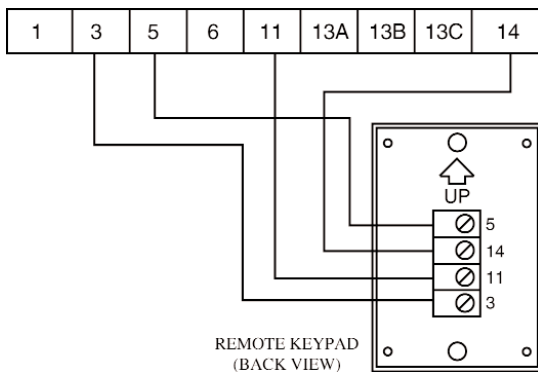 1 3 5 6 11 13A 13B 13C 14
UP
5
14
11
3
REMOTE KEYPAD
(BACK VIEW)